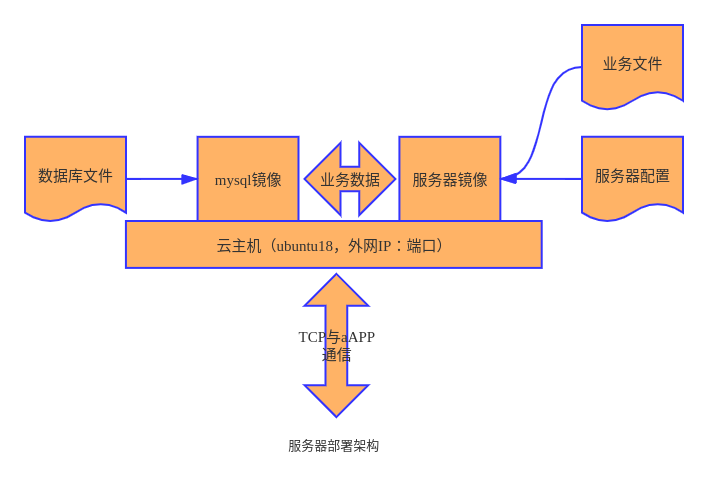 业务文件
数据库文件
mysql镜像
业务数据
服务器镜像
服务器配置
云主机（ubuntu18，外网IP：端口）
TCP与aAPP
通信
服务器部署架构